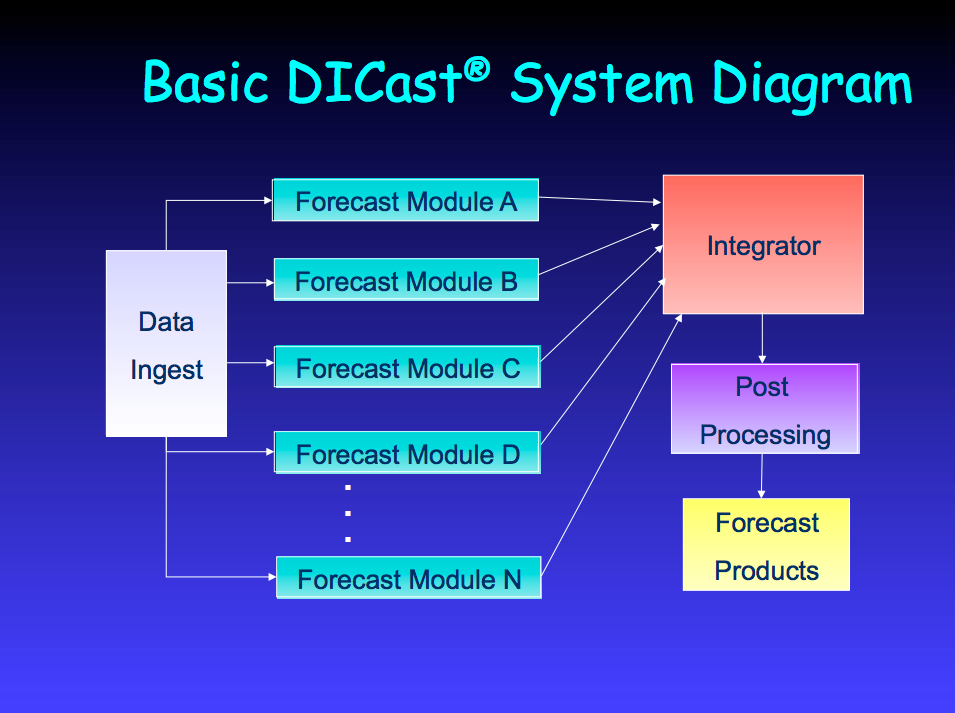 Basic DICast® System Diagram
Forecast Module A
Forecast Module B
Forecast Module C
Forecast Module D
Forecast Module N
Data
Ingest
Integrator
Post
Processing
Forecast
Products